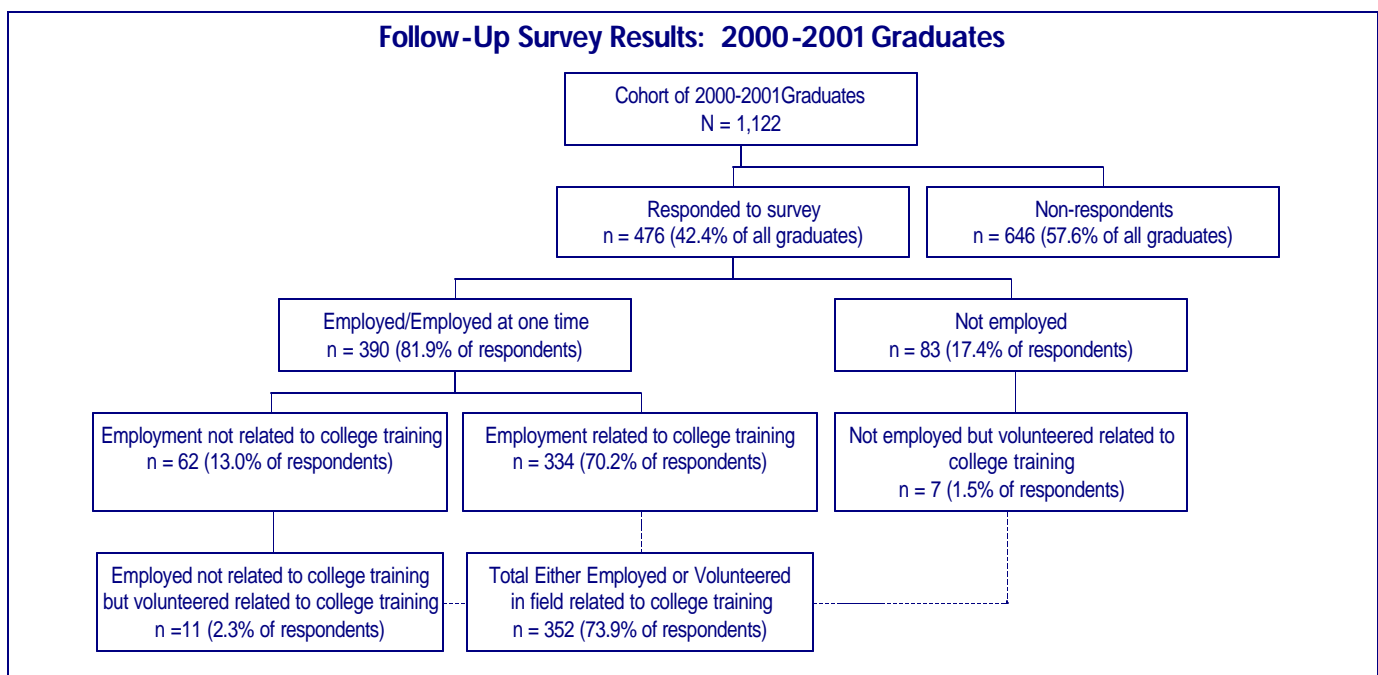 Follow-Up Survey Results: 2000-2001 Graduates
Cohort of 2000-2001Graduates
N = 1,122
Responded to survey
n = 476 (42.4% of all graduates)
Non-respondents
n = 646 (57.6% of all graduates)
Employed/Employed at one time
n = 390 (81.9% of respondents)
Not employed
n = 83 (17.4% of respondents)
Employment not related to college training
n = 62 (13.0% of respondents)
Employment related to college training
n = 334 (70.2% of respondents)
Not employed but volunteered related to
college training
n = 7 (1.5% of respondents)
Employed not related to college training
but volunteered related to college training
n =11 (2.3% of respondents)
Total Either Employed or Volunteered
in field related to college training
n = 352 (73.9% of respondents)